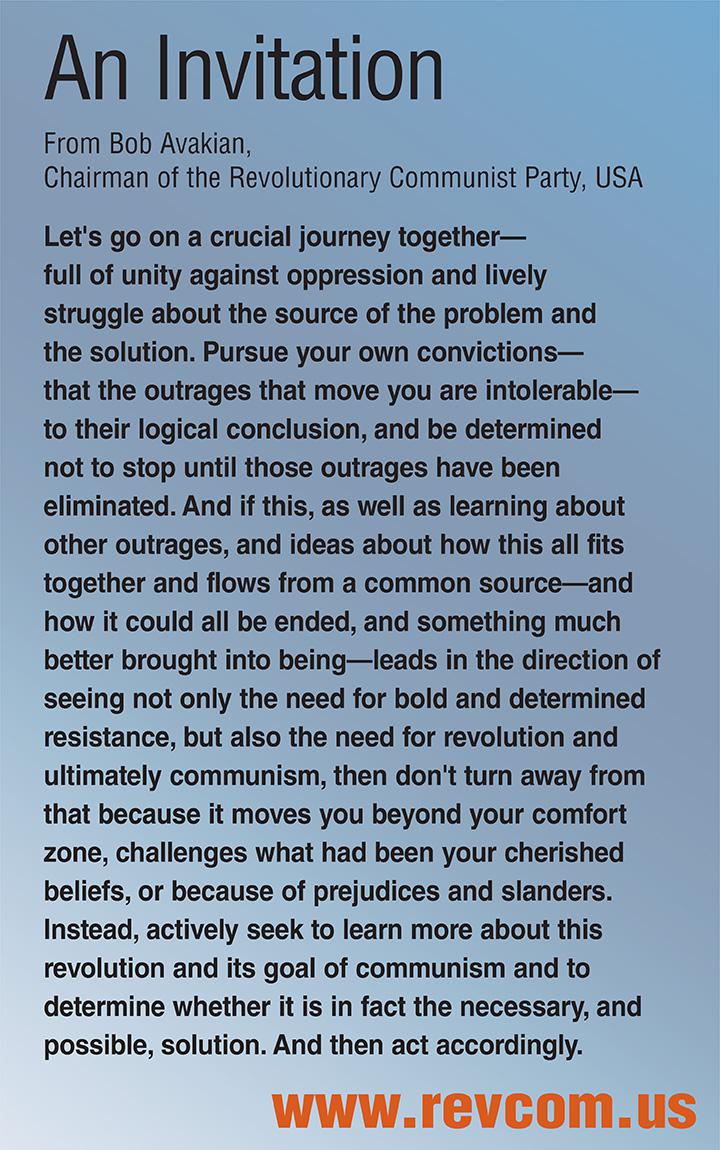 An Invitation
From Bob Avakian,
Chairman of the Revolutionary Communist Party, USA
Let's go on a crucial journey together—
full of unity against oppression and lively
struggle about the source of the problem and
the solution. Pursue your own convictions—
that the outrages that move you are intolerable—
to their logical conclusion, and be determined
not to stop until those outrages have been
eliminated. And if this, as well as learning about
other outrages, and ideas about how this all fits
together and flows from a common source—and
how it could all be ended, and something much
better brought into being—leads in the direction of
seeing not only the need for bold and determined
resistance, but also the need for revolution and
ultimately communism, then don't turn away from
that because it moves you beyond your comfort
zone, challenges what had been your cherished
beliefs, or because of prejudices and slanders.
Instead, actively seek to learn more about this
revolution and its goal of communism and to
determine whether it is in fact the necessary, and
possible, solution. And then act accordingly.
www.revcom.us